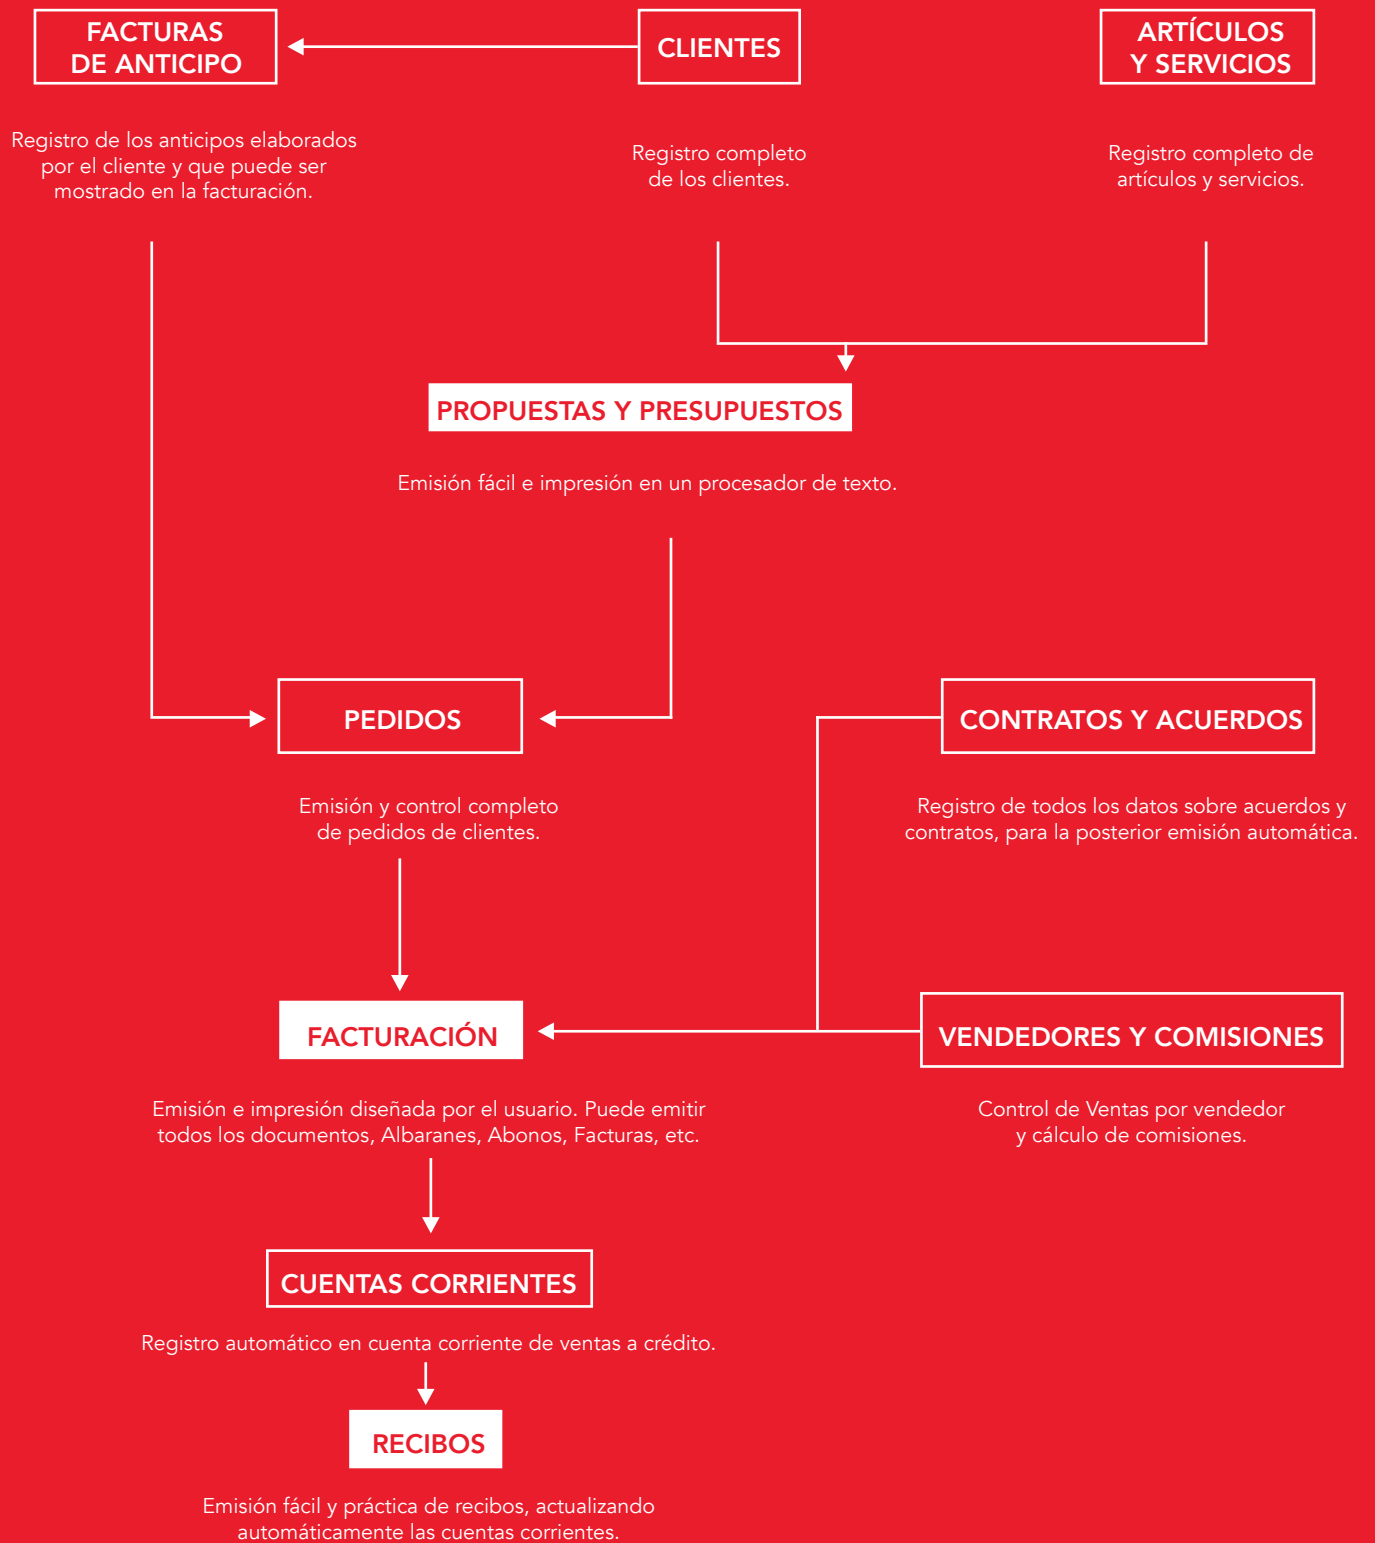 FACTURAS
DE ANTICIPO
CLIENTES
ARTÍCULOS
Y SERVICIOS
Registro de los anticipos elaborados
por el cliente y que puede ser
mostrado en la facturación.
Registro completo
de los clientes.
Registro completo de
artículos y servicios.
PROPUESTAS Y PRESUPUESTOS
Emisión fácil e impresión en un procesador de texto.
PEDIDOS
CONTRATOS Y ACUERDOS
Emisión y control completo
de pedidos de clientes.
Registro de todos los datos sobre acuerdos y
contratos, para la posterior emisión automática.
FACTURACIÓN
VENDEDORES Y COMISIONES
Emisión e impresión diseñada por el usuario. Puede emitir
todos los documentos, Albaranes, Abonos, Facturas, etc.
Control de Ventas por vendedor
y cálculo de comisiones.
CUENTAS CORRIENTES
Registro automático en cuenta corriente de ventas a crédito.
RECIBOS
Emisión fácil y práctica de recibos, actualizando
automáticamente las cuentas corrientes.